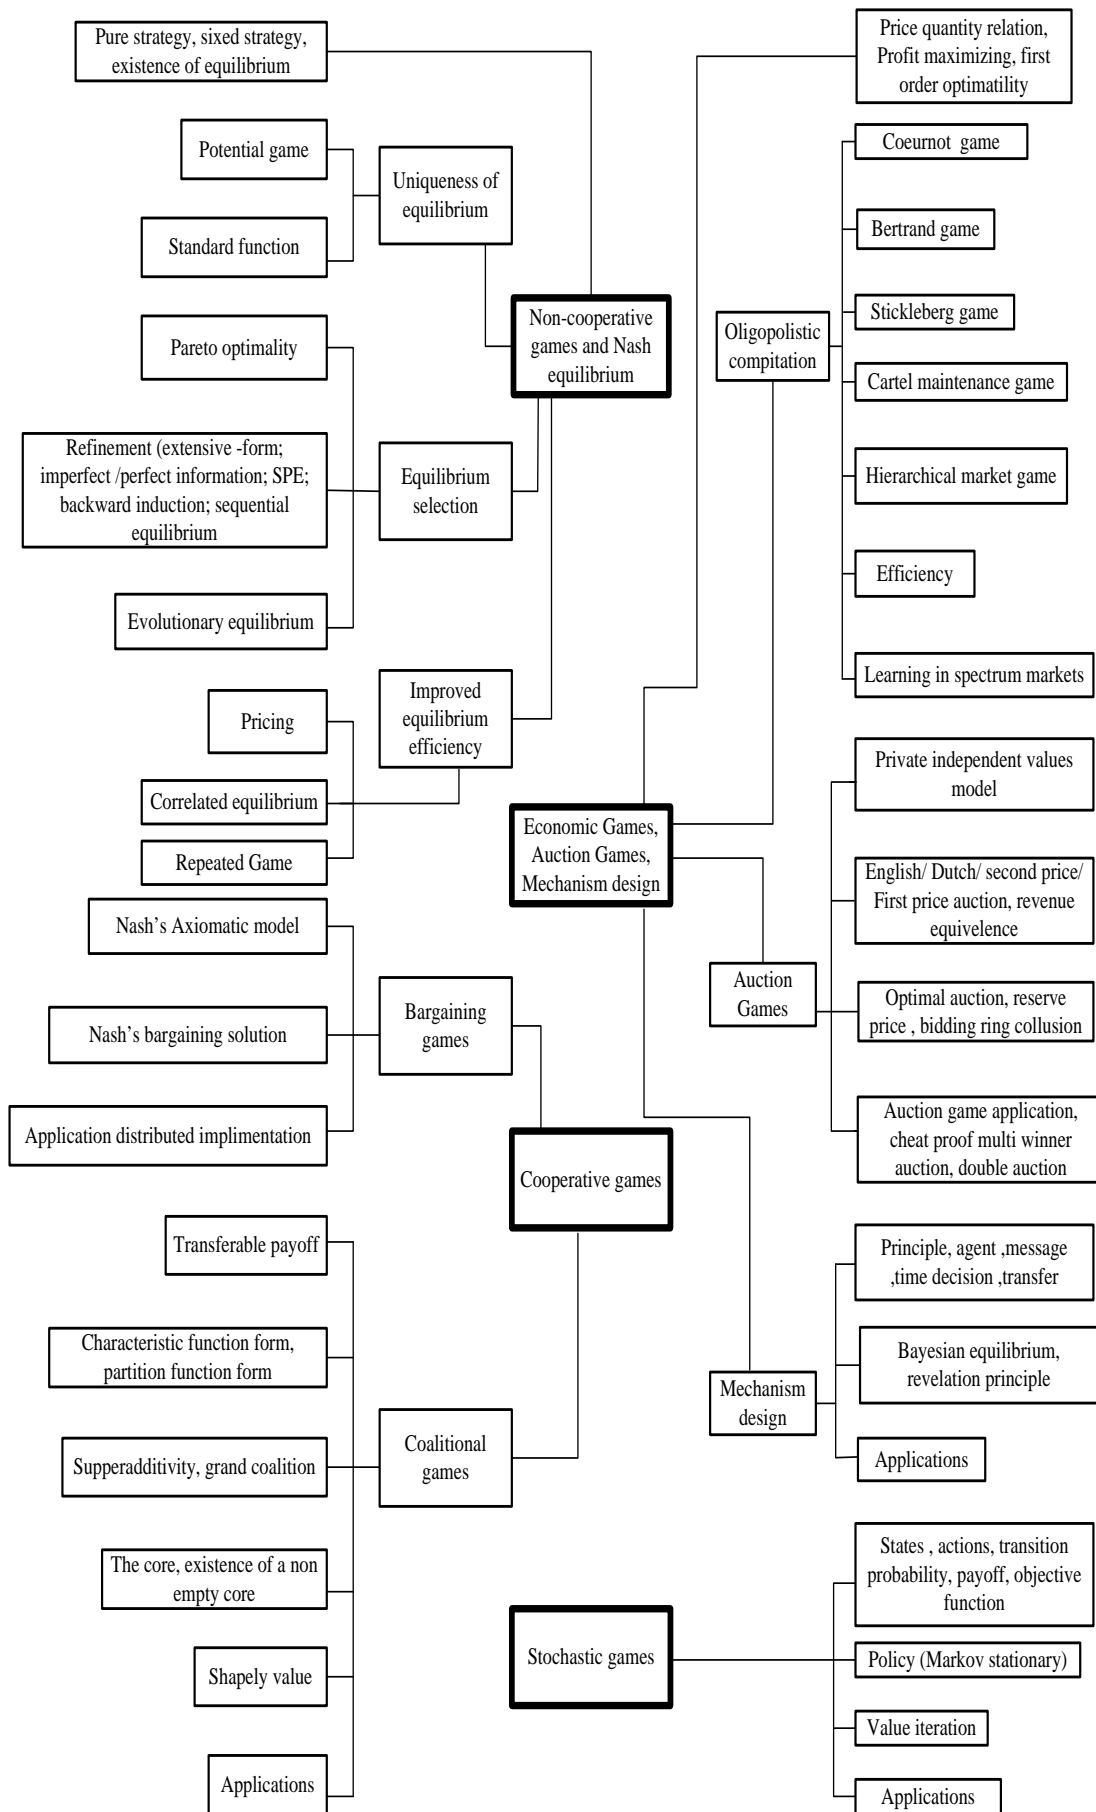 Pure strategy, sixed strategy,
existence of equilibrium
Potential game
Uniqueness of
equilibrium
Standard function
Non-cooperative
games and Nash
equilibrium
Pareto optimality
Refinement (extensive -form;
imperfect /perfect information; SPE;
backward induction; sequential
equilibrium
Equilibrium
selection
Evolutionary equilibrium
Improved
equilibrium
efficiency
Pricing
Correlated equilibrium
Repeated Game
Nash's Axiomatic model
Nash's bargaining solution
Bargaining
games
Application distributed implimentation
Cooperative games
Transferable payoff
Characteristic function form,
partition function form
Supperadditivity, grand coalition
Coalitional
games
The core, existence of a non
empty core
Shapely value
Applications
Price quantity relation,
Profit maximizing, first
order optimatility
Coeurnot game
Bertrand game
Stickleberg game
Oligopolistic
compitation
Cartel maintenance game
Hierarchical market game
Efficiency
Learning in spectrum markets
Economic Games,
Auction Games,
Mechanism design
Private independent values
model
English/ Dutch/ second price/
First price auction, revenue
equivelence
Auction
Games
Optimal auction, reserve
price , bidding ring collusion
Auction game application,
cheat proof multi winner
auction, double auction
Principle, agent ,message
,time decision ,transfer
Bayesian equilibrium,
revelation principle
Mechanism
design
Applications
Stochastic games
States , actions, transition
probability, payoff, objective
function
Policy (Markov stationary)
Value iteration
Applications